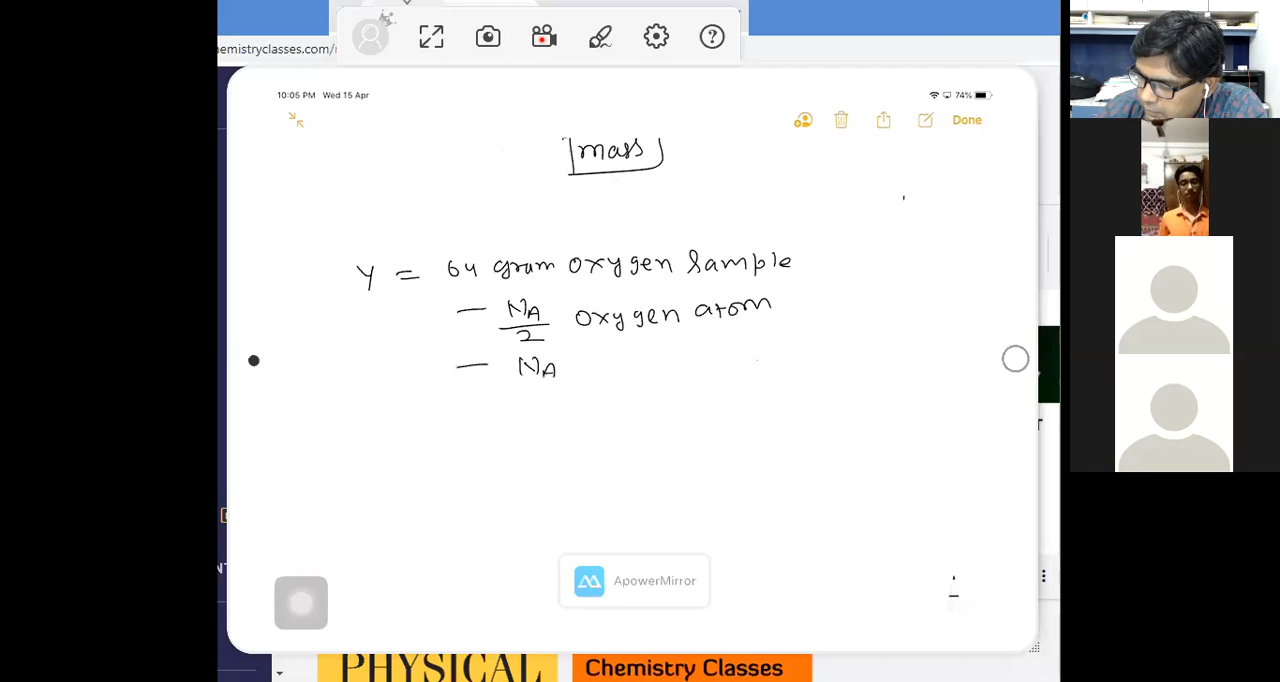 emistryclasses.com/
10:05 PM Wed 15 Apr
74%
Done
mass
Y = 64 gram oxygen sample
— NA/2 oxygen atom
— NA
ApowerMirror
PHYSICAL
Chemistry Classes